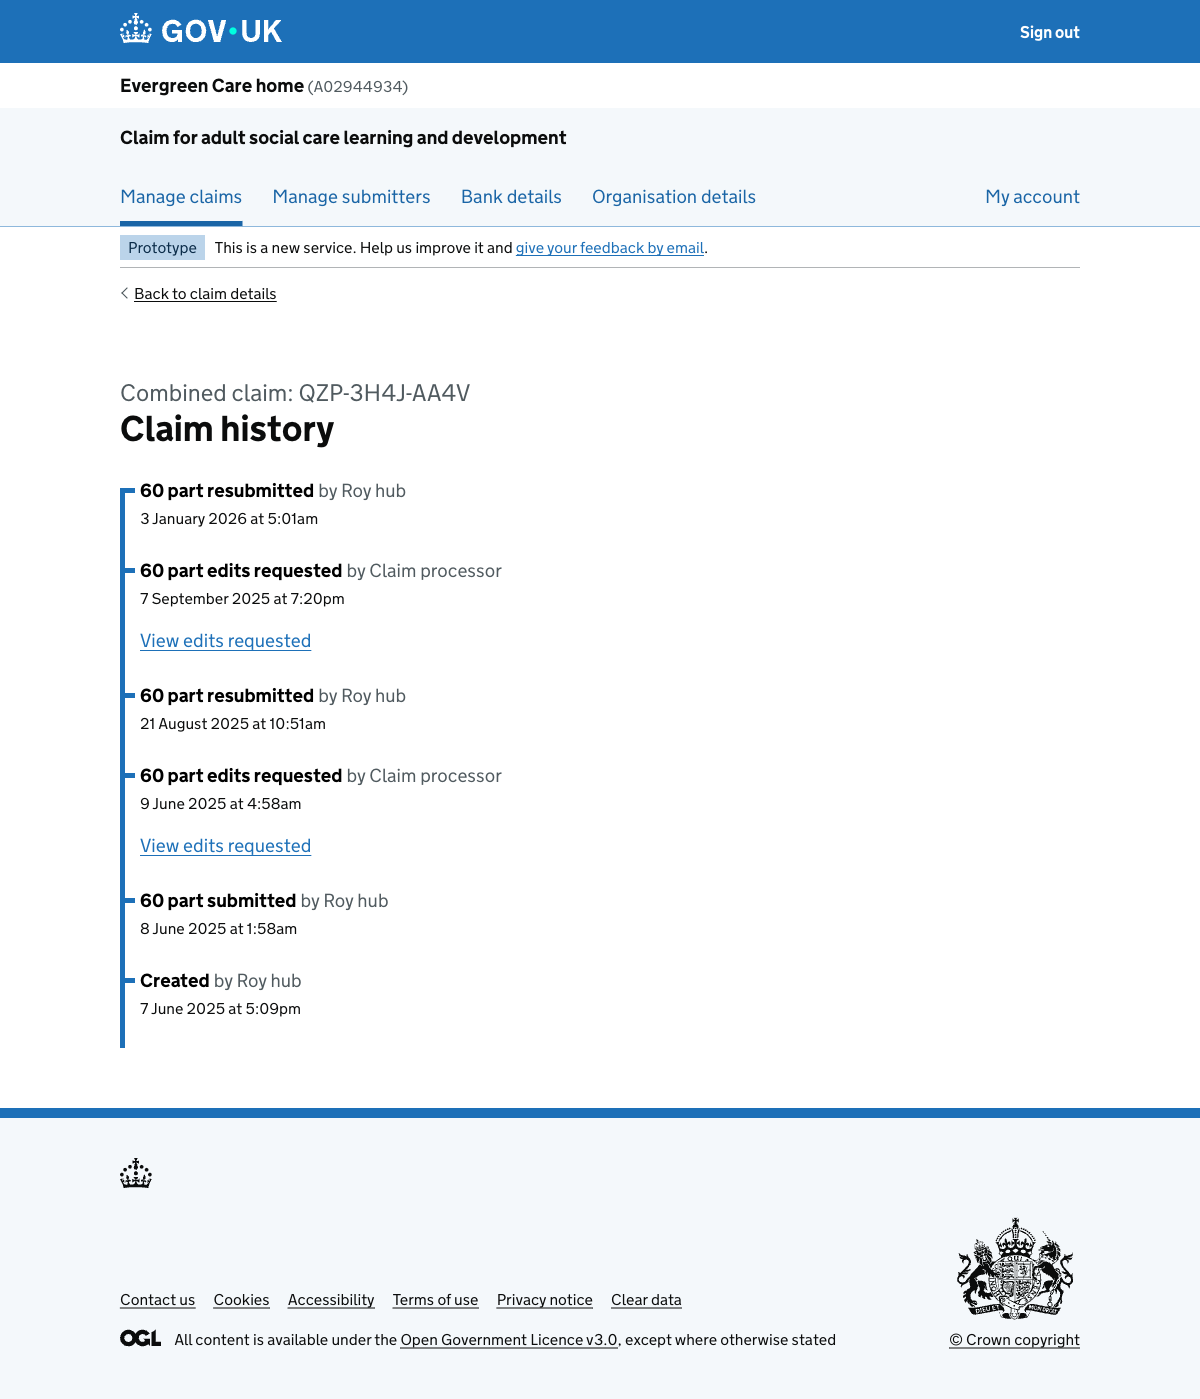 GOV·UK
Sign out
Evergreen Care home (A02944934)
Claim for adult social care learning and development
Manage claims Manage submitters Bank details Organisation details My account
Prototype This is a new service. Help us improve it and give your feedback by email.
Back to claim details
Combined claim: QZP-3H4J-AA4V
Claim history
60 part resubmitted by Roy hub
3 January 2026 at 5:01am
60 part edits requested by Claim processor
7 September 2025 at 7:20pm
View edits requested
60 part resubmitted by Roy hub
21 August 2025 at 10:51am
60 part edits requested by Claim processor
9 June 2025 at 4:58am
View edits requested
60 part submitted by Roy hub
8 June 2025 at 1:58am
Created by Roy hub
7 June 2025 at 5:09pm
Contact us Cookies Accessibility Terms of use Privacy notice Clear data
OGL All content is available under the Open Government Licence v3.0, except where otherwise stated
© Crown copyright